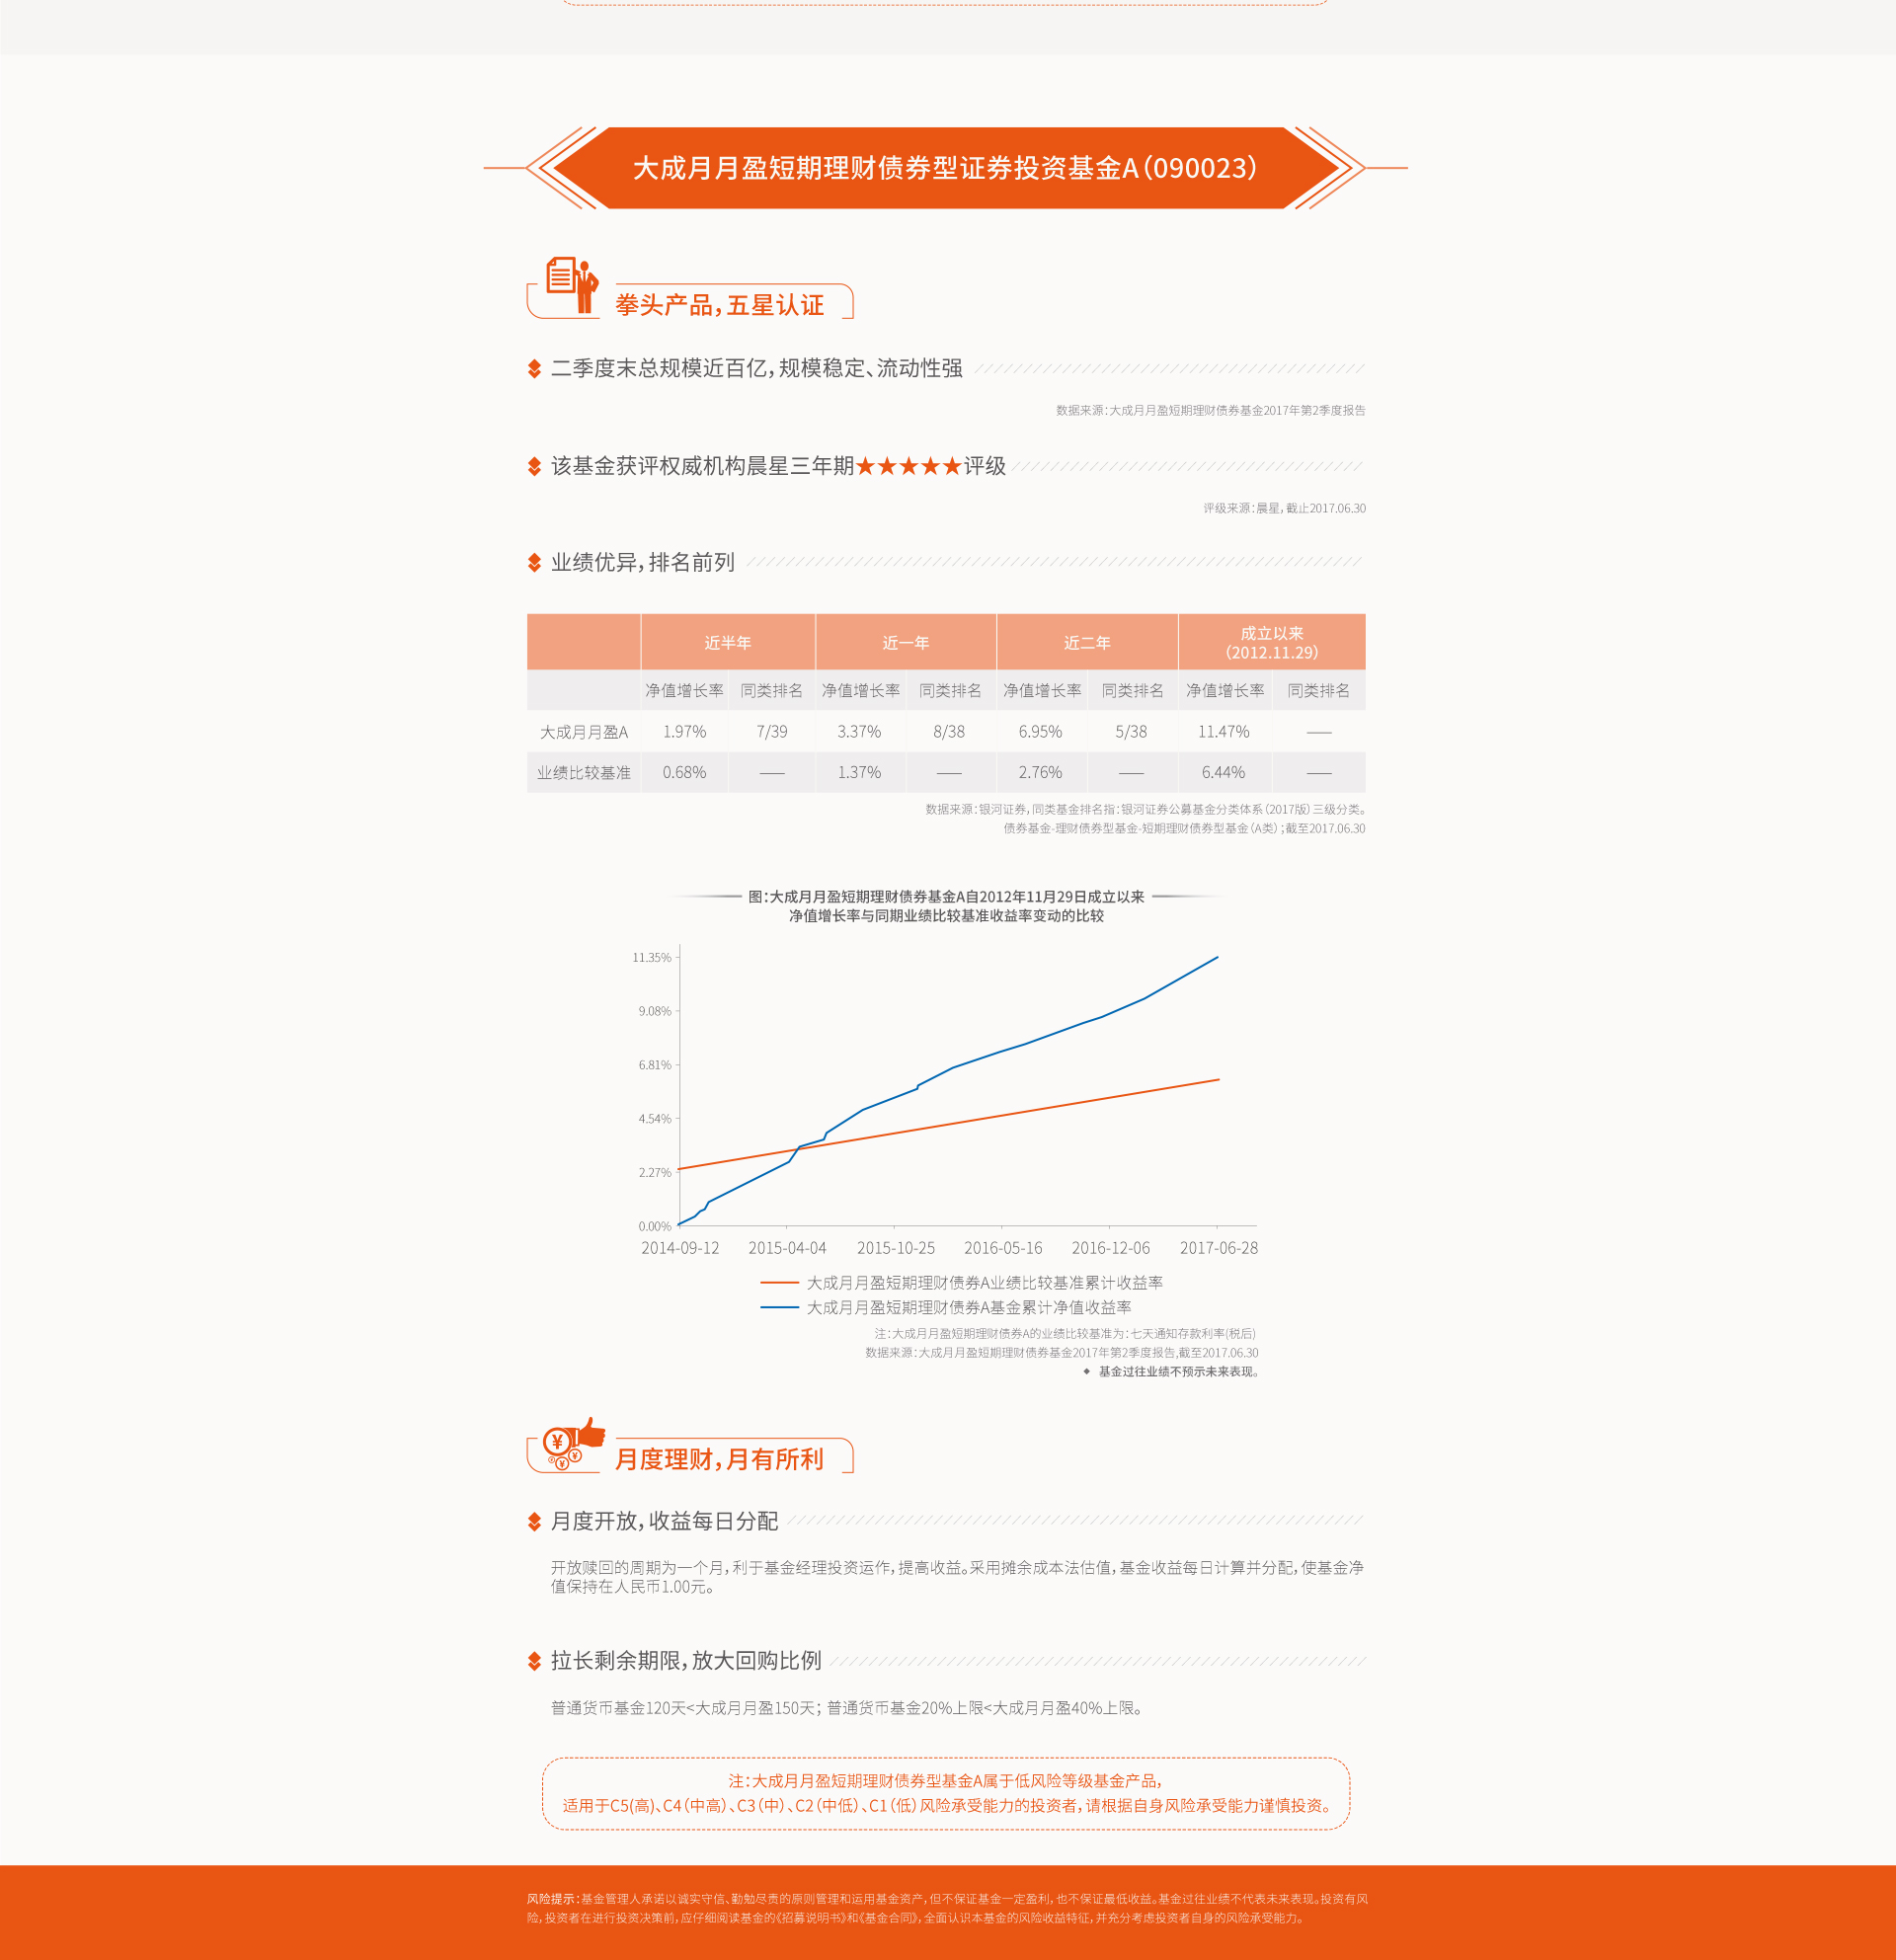 大成月月盈短期理财债券型证券投资基金A（090023）
拳头产品，五星认证
二季度末总规模近百亿，规模稳定、流动性强
数据来源：大成月月盈短期理财债券基金2017年第2季度报告
该基金获评权威机构晨星三年期★★★★★评级
评级来源：晨星，截止2017.06.30
业绩优异，排名前列
近半年 近一年 近二年 成立以来
（2012.11.29）
净值增长率 同类排名 净值增长率 同类排名 净值增长率 同类排名 净值增长率 同类排名
大成月月盈A 1.97% 7/39 3.37% 8/38 6.95% 5/38 11.47% ——
业绩比较基准 0.68% —— 1.37% —— 2.76% —— 6.44% ——
数据来源：银河证券，同类基金排名指：银河证券公募基金分类体系（2017版）三级分类。
债券基金-理财债券型基金-短期理财债券型基金（A类）；截至2017.06.30
图：大成月月盈短期理财债券基金A自2012年11月29日成立以来
净值增长率与同期业绩比较基准收益率变动的比较
11.35%
9.08%
6.81%
4.54%
2.27%
0.00%
2014-09-12 2015-04-04 2015-10-25 2016-05-16 2016-12-06 2017-06-28
大成月月盈短期理财债券A业绩比较基准累计收益率
大成月月盈短期理财债券A基金累计净值收益率
注：大成月月盈短期理财债券A的业绩比较基准为：七天通知存款利率(税后)
数据来源：大成月月盈短期理财债券基金2017年第2季度报告,截至2017.06.30
◆ 基金过往业绩不预示未来表现。
月度理财，月有所利
月度开放，收益每日分配
开放赎回的周期为一个月，利于基金经理投资运作，提高收益。采用摊余成本法估值，基金收益每日计算并分配，使基金净
值保持在人民币1.00元。
拉长剩余期限，放大回购比例
普通货币基金120天<大成月月盈150天；普通货币基金20%上限<大成月月盈40%上限。
注：大成月月盈短期理财债券型基金A属于低风险等级基金产品，
适用于C5(高)、C4（中高）、C3（中）、C2（中低）、C1（低）风险承受能力的投资者，请根据自身风险承受能力谨慎投资。
风险提示：基金管理人承诺以诚实守信、勤勉尽责的原则管理和运用基金资产，但不保证基金一定盈利，也不保证最低收益。基金过往业绩不代表未来表现。投资有风
险，投资者在进行投资决策前，应仔细阅读基金的《招募说明书》和《基金合同》，全面认识本基金的风险收益特征，并充分考虑投资者自身的风险承受能力。